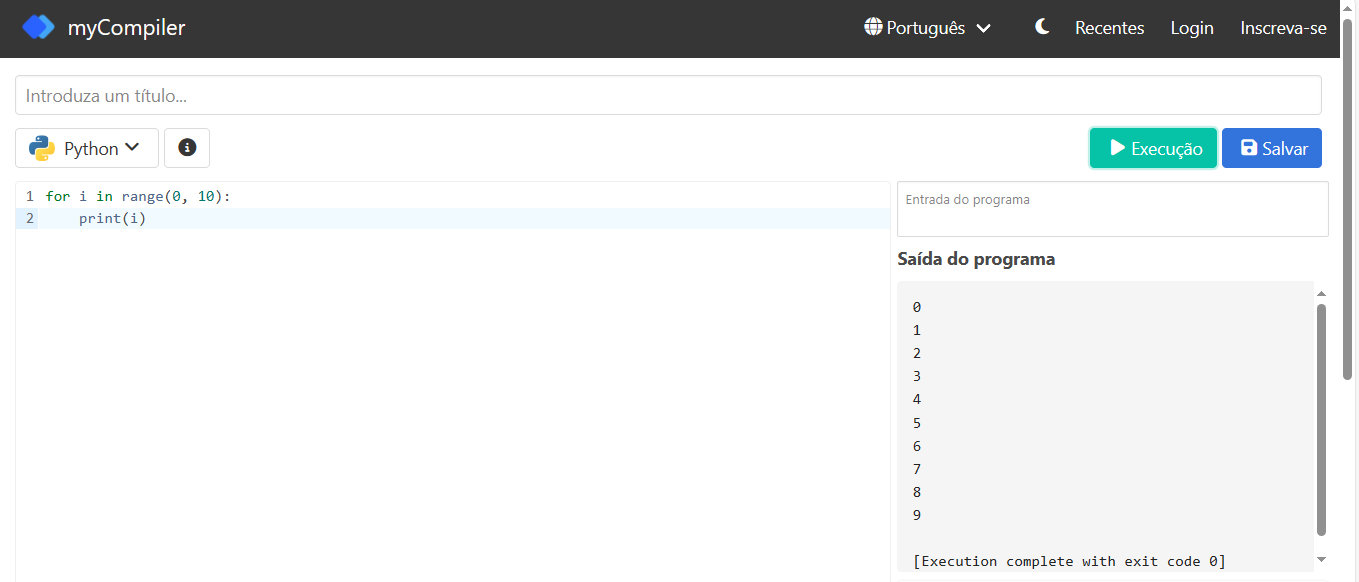 myCompiler
Português
Recentes
Login
Inscreva-se
Introduza um título...
Python
Execução
Salvar
1 for i in range(0, 10):
2     print(i)
Entrada do programa
Saída do programa
0
1
2
3
4
5
6
7
8
9
[Execution complete with exit code 0]